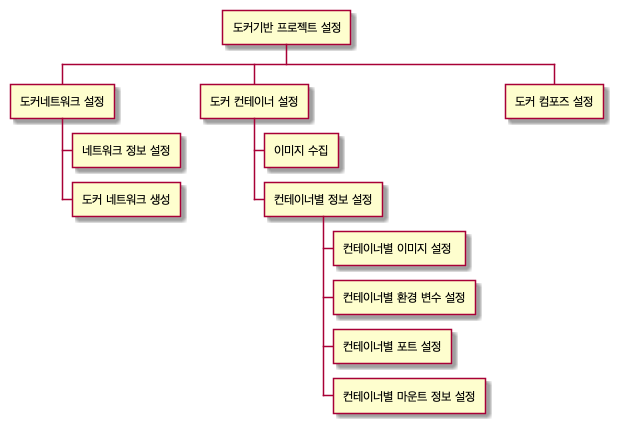 도커기반 프로젝트 설정
도커네트워크 설정
도커 컨테이너 설정
도커 컴포즈 설정
네트워크 정보 설정
도커 네트워크 생성
이미지 수집
컨테이너별 정보 설정
컨테이너별 이미지 설정
컨테이너별 환경 변수 설정
컨테이너별 포트 설정
컨테이너별 마운트 정보 설정